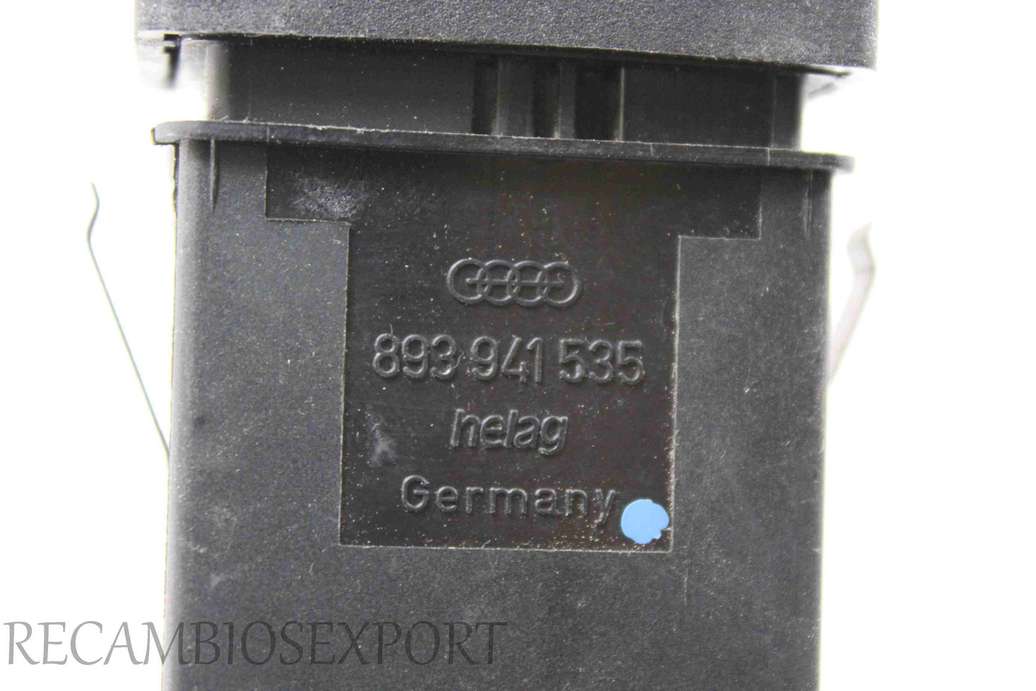 893 941 535
helag
Germany
RECAMBIOSEXPORT